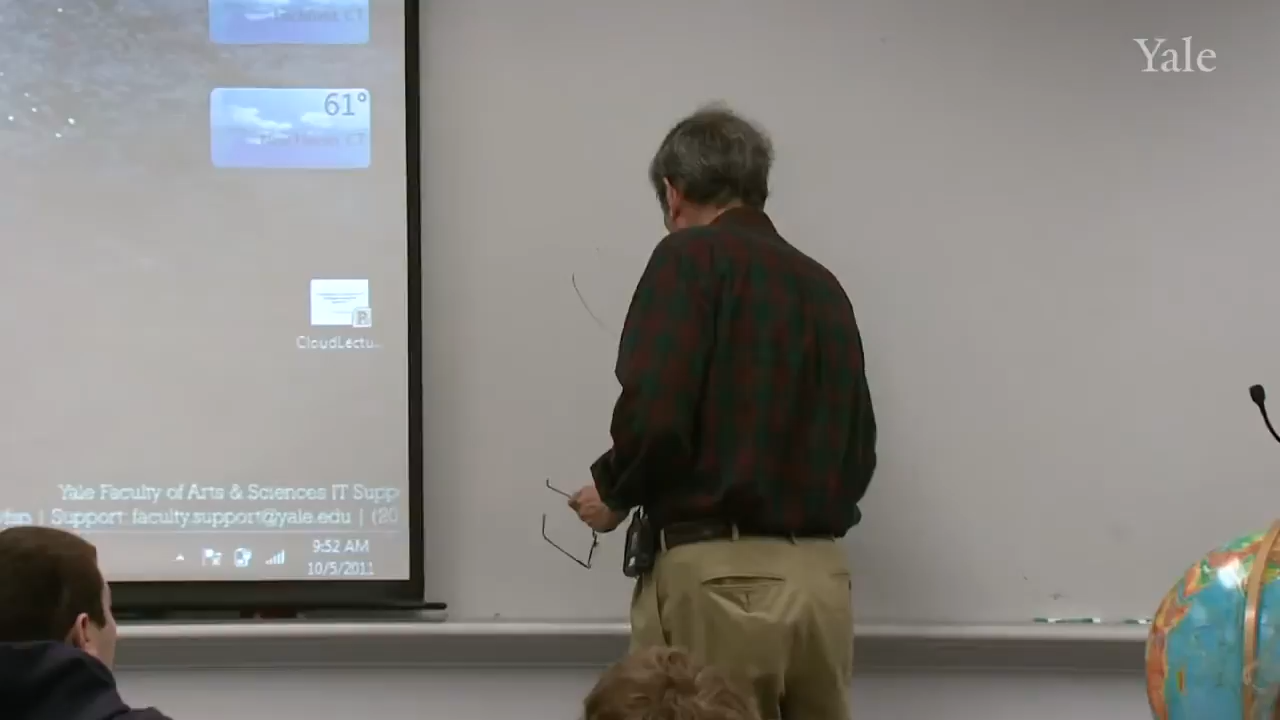 Yale
61°
CloudLectu...
Yale Faculty of Arts & Sciences IT Supp
| Support: faculty.support@yale.edu | (20
9:52 AM
10/5/2011